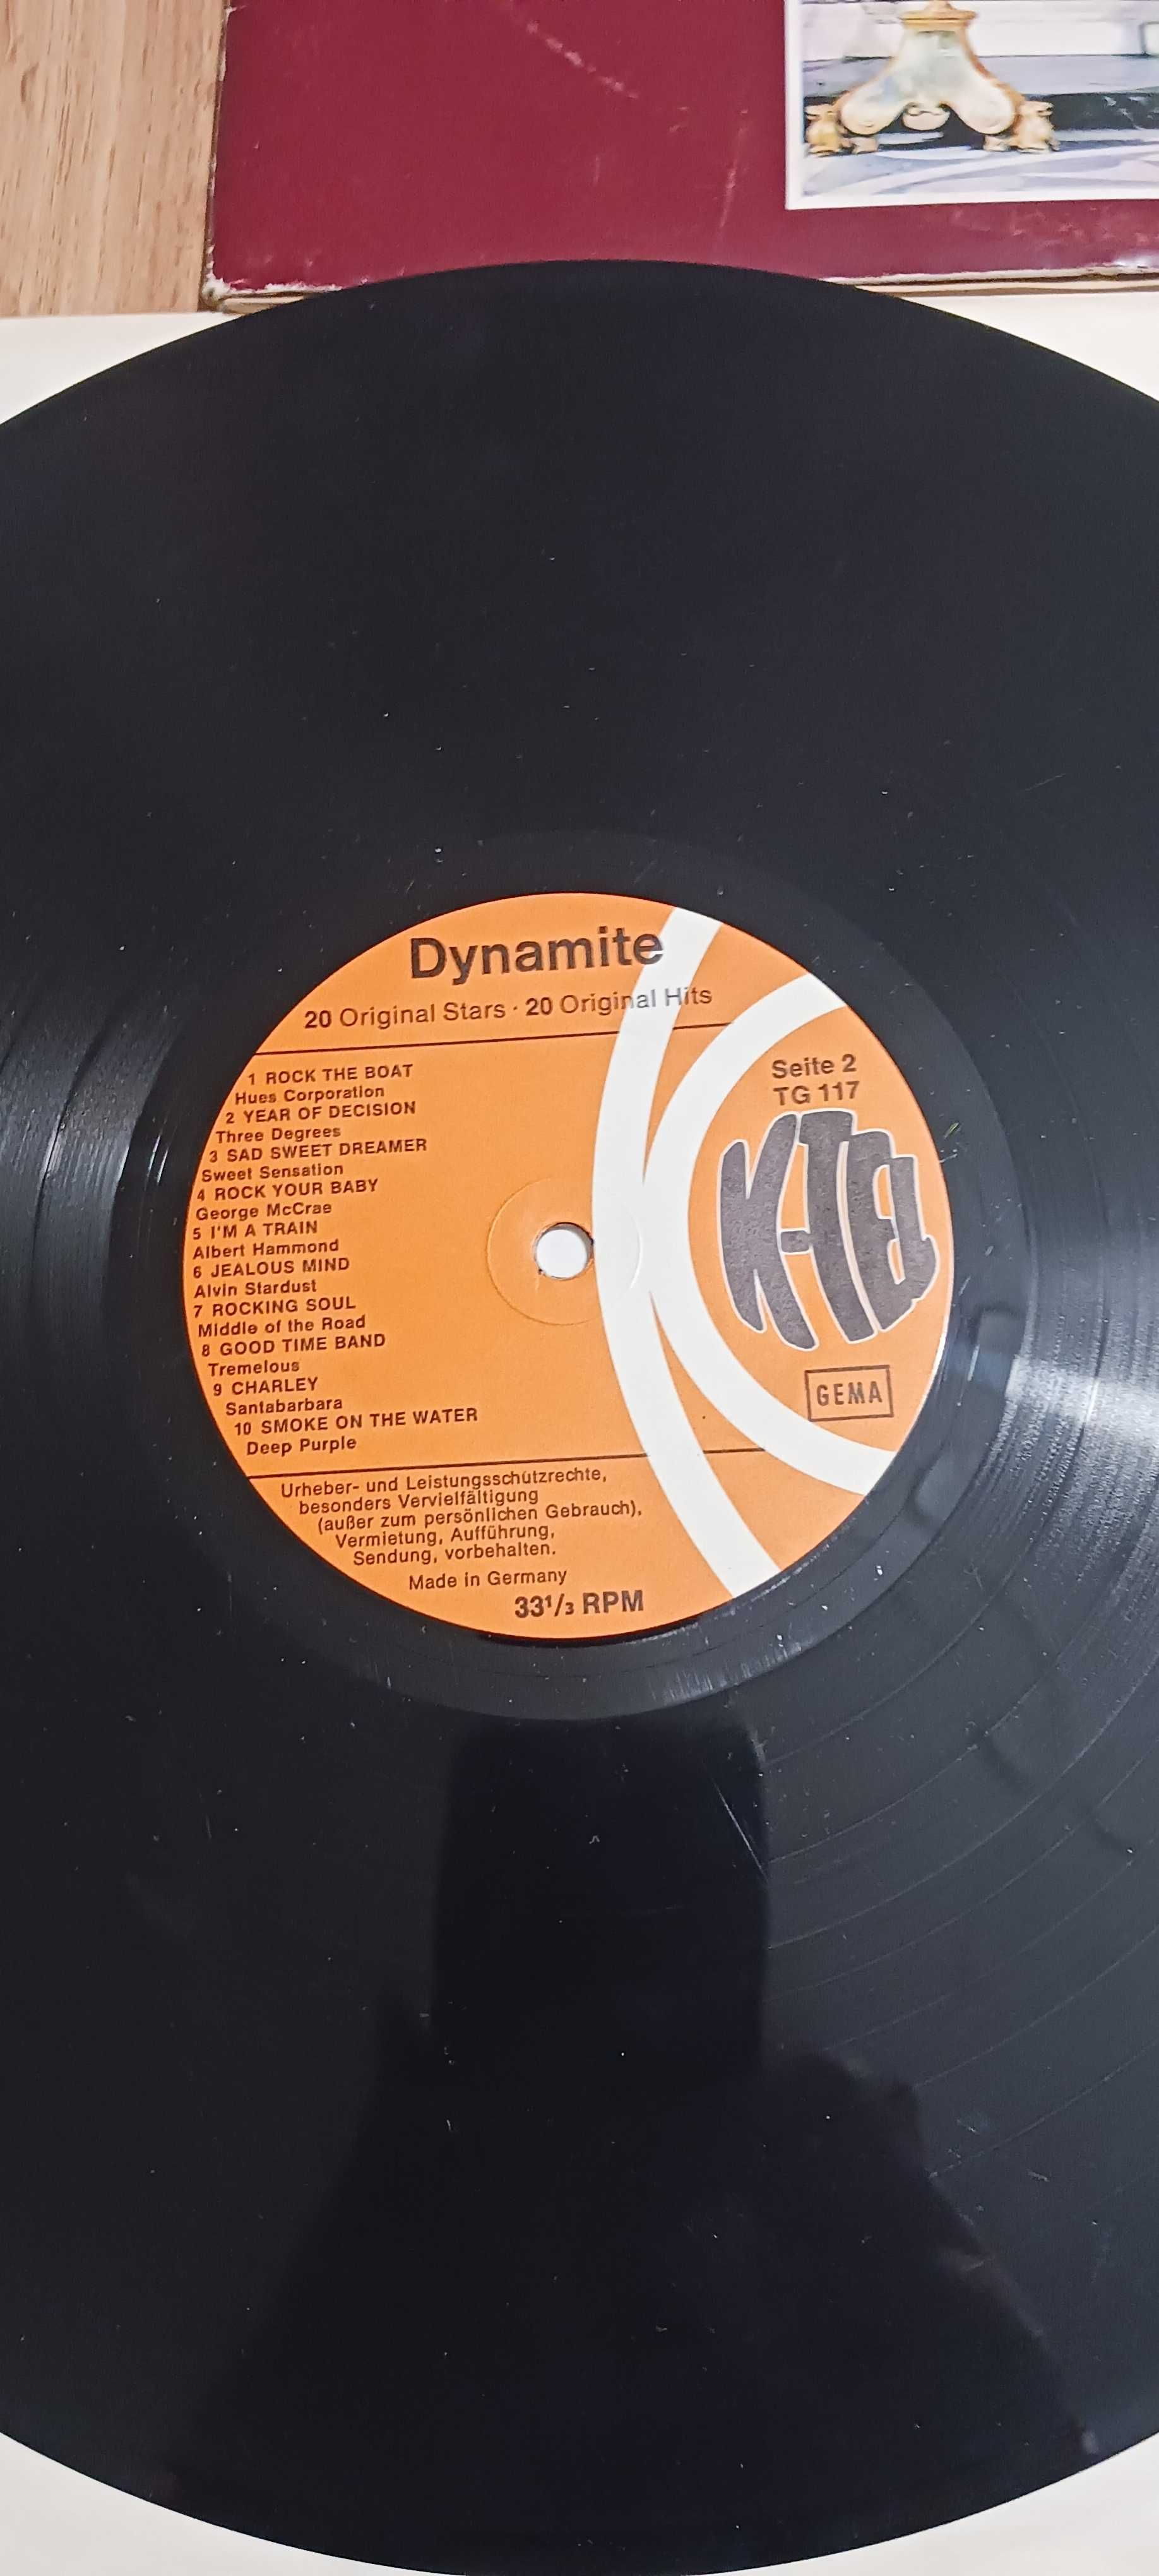 Dynamite
20 Original Stars · 20 Original Hits
1 ROCK THE BOAT
Hues Corporation
2 YEAR OF DECISION
Three Degrees
3 SAD SWEET DREAMER
Sweet Sensation
4 ROCK YOUR BABY
George McCrae
5 I'M A TRAIN
Albert Hammond
6 JEALOUS MIND
Alvin Stardust
7 ROCKING SOUL
Middle of the Road
8 GOOD TIME BAND
Tremelous
9 CHARLEY
Santabarbara
10 SMOKE ON THE WATER
Deep Purple
Seite 2
TG 117
K-TEL
GEMA
Urheber- und Leistungsschutzrechte,
besonders Vervielfältigung
(außer zum persönlichen Gebrauch),
Vermietung, Aufführung,
Sendung, vorbehalten.
Made in Germany
33¹/₃ RPM